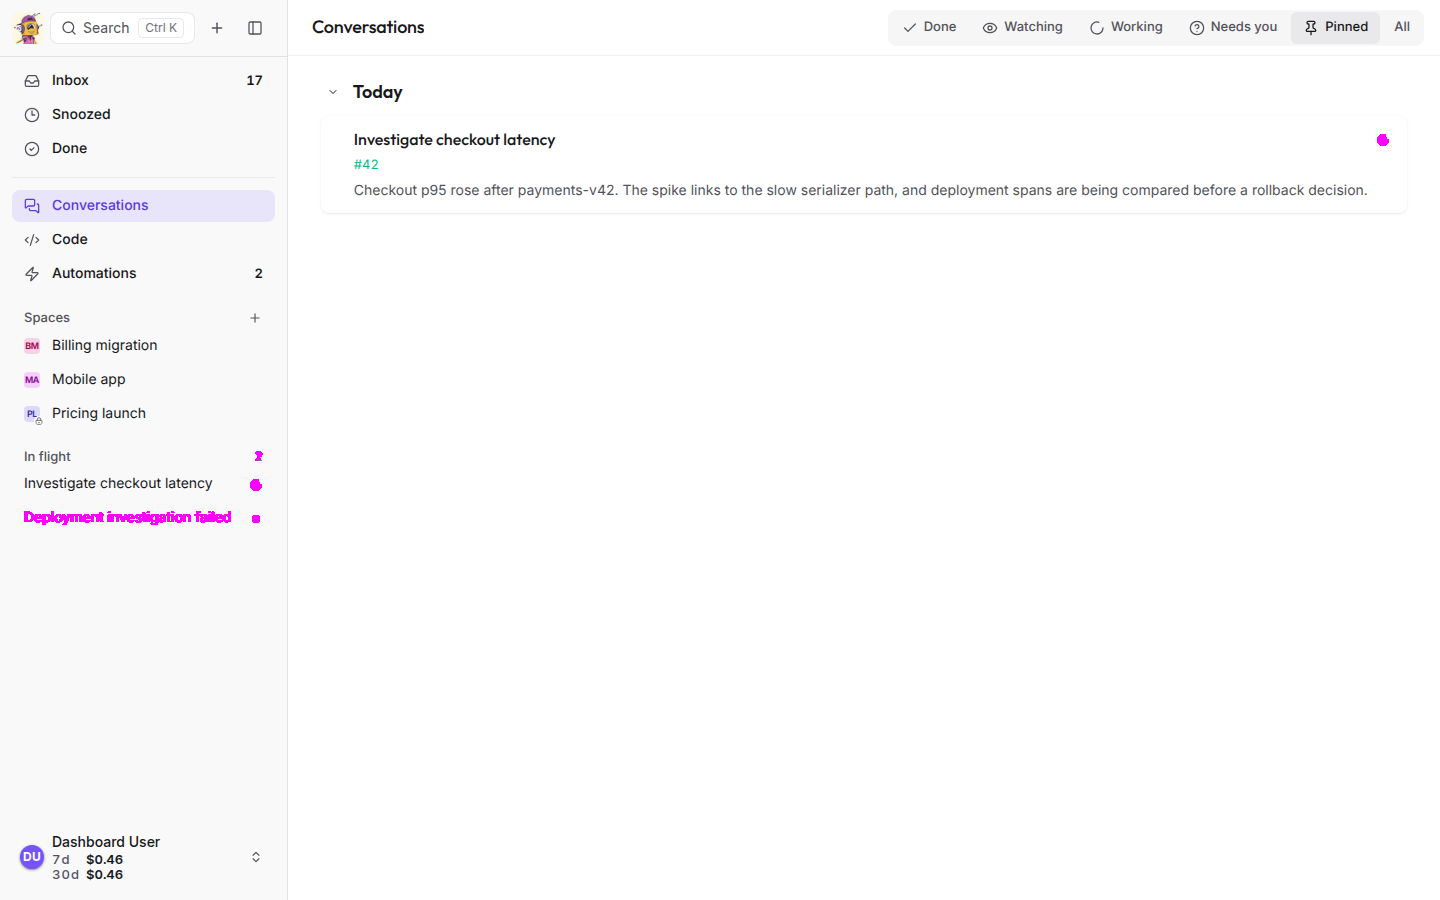 Search Ctrl K
Inbox 17
Snoozed
Done
Conversations
Code
Automations 2
Spaces
BM Billing migration
MA Mobile app
PL Pricing launch
In flight 2
Investigate checkout latency
Deployment investigation failed
DU Dashboard User
7d $0.46
30d $0.46
Conversations
Done Watching Working Needs you Pinned All
Today
Investigate checkout latency
#42
Checkout p95 rose after payments-v42. The spike links to the slow serializer path, and deployment spans are being compared before a rollback decision.